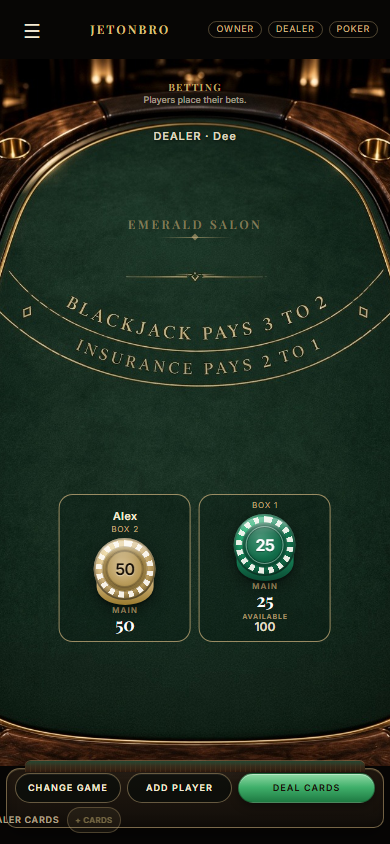 JETONBRO
OWNER
DEALER
POKER
BETTING
Players place their bets.
DEALER · Dee
EMERALD SALON
BLACKJACK PAYS 3 TO 2
INSURANCE PAYS 2 TO 1
Alex
BOX 2
50
MAIN
50
BOX 1
25
MAIN
25
AVAILABLE
100
CHANGE GAME
ADD PLAYER
DEAL CARDS
ALER CARDS
+ CARDS